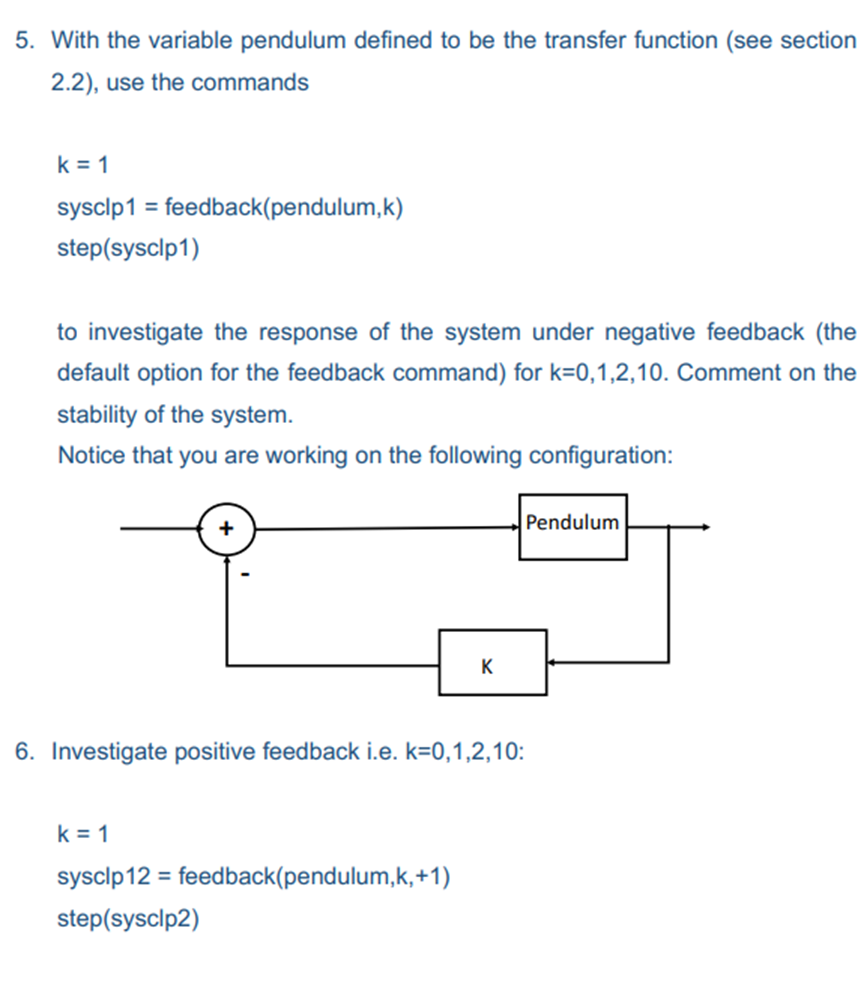 5. With the variable pendulum defined to be the transfer function (see section
2.2), use the commands
k = 1
sysclp1 = feedback(pendulum,k)
step(sysclp1)
to investigate the response of the system under negative feedback (the
default option for the feedback command) for k=0,1,2,10. Comment on the
stability of the system.
Notice that you are working on the following configuration:
+
Pendulum
-
K
6. Investigate positive feedback i.e. k=0,1,2,10:
k = 1
sysclp12 = feedback(pendulum,k,+1)
step(sysclp2)